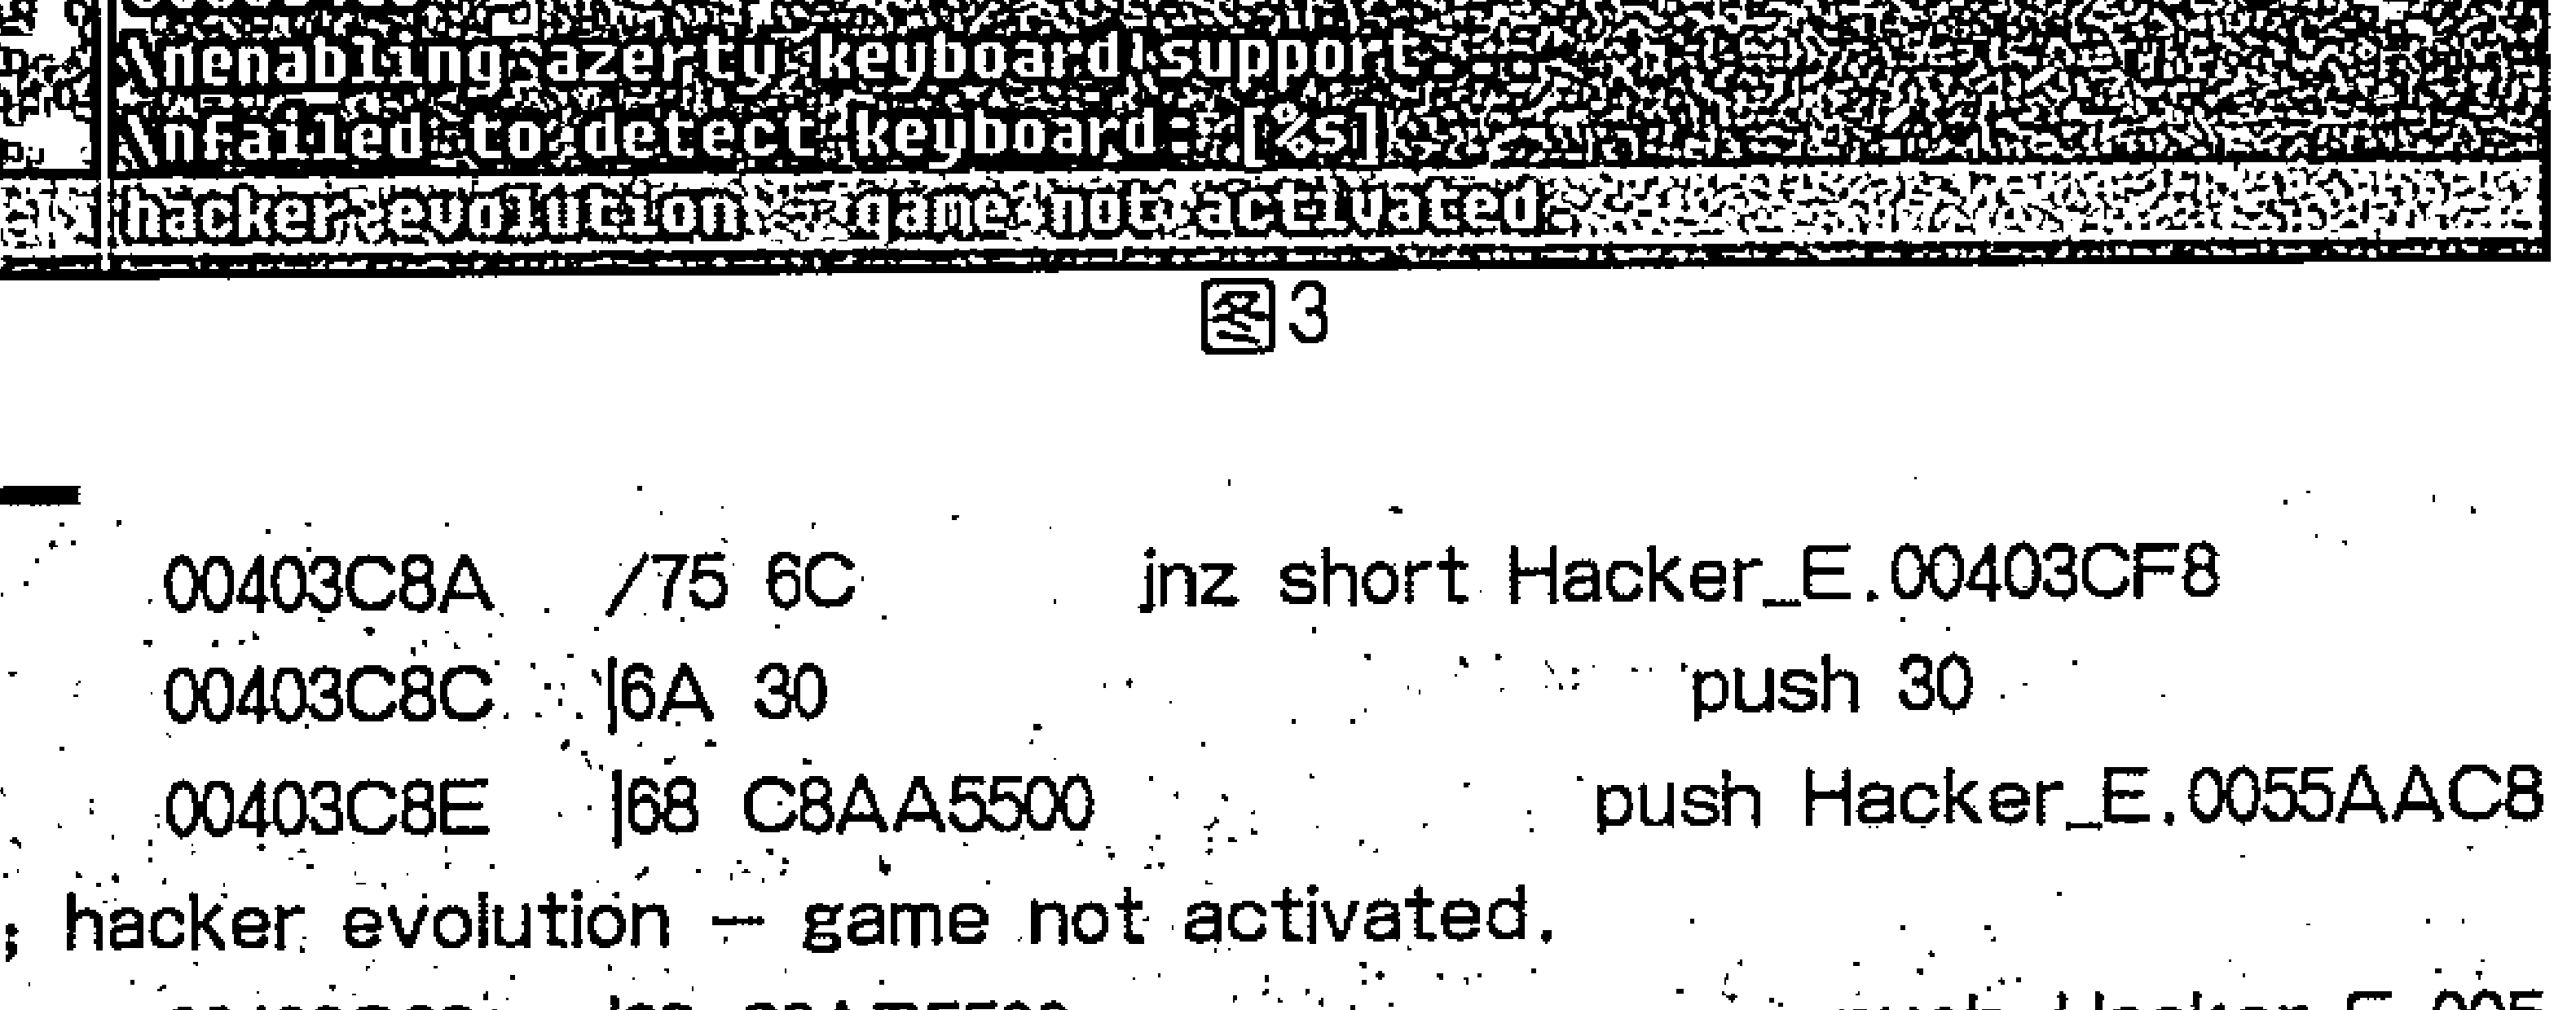 \nenabling azerty keyboard support...
\nFailed to detect keyboard: [%s]
hacker evolution - game not activated.
图3
00403C8A /75 6C jnz short Hacker_E.00403CF8
00403C8C |6A 30 push 30
00403C8E |68 C8AA5500 push Hacker_E.0055AAC8
; hacker evolution - game not activated.